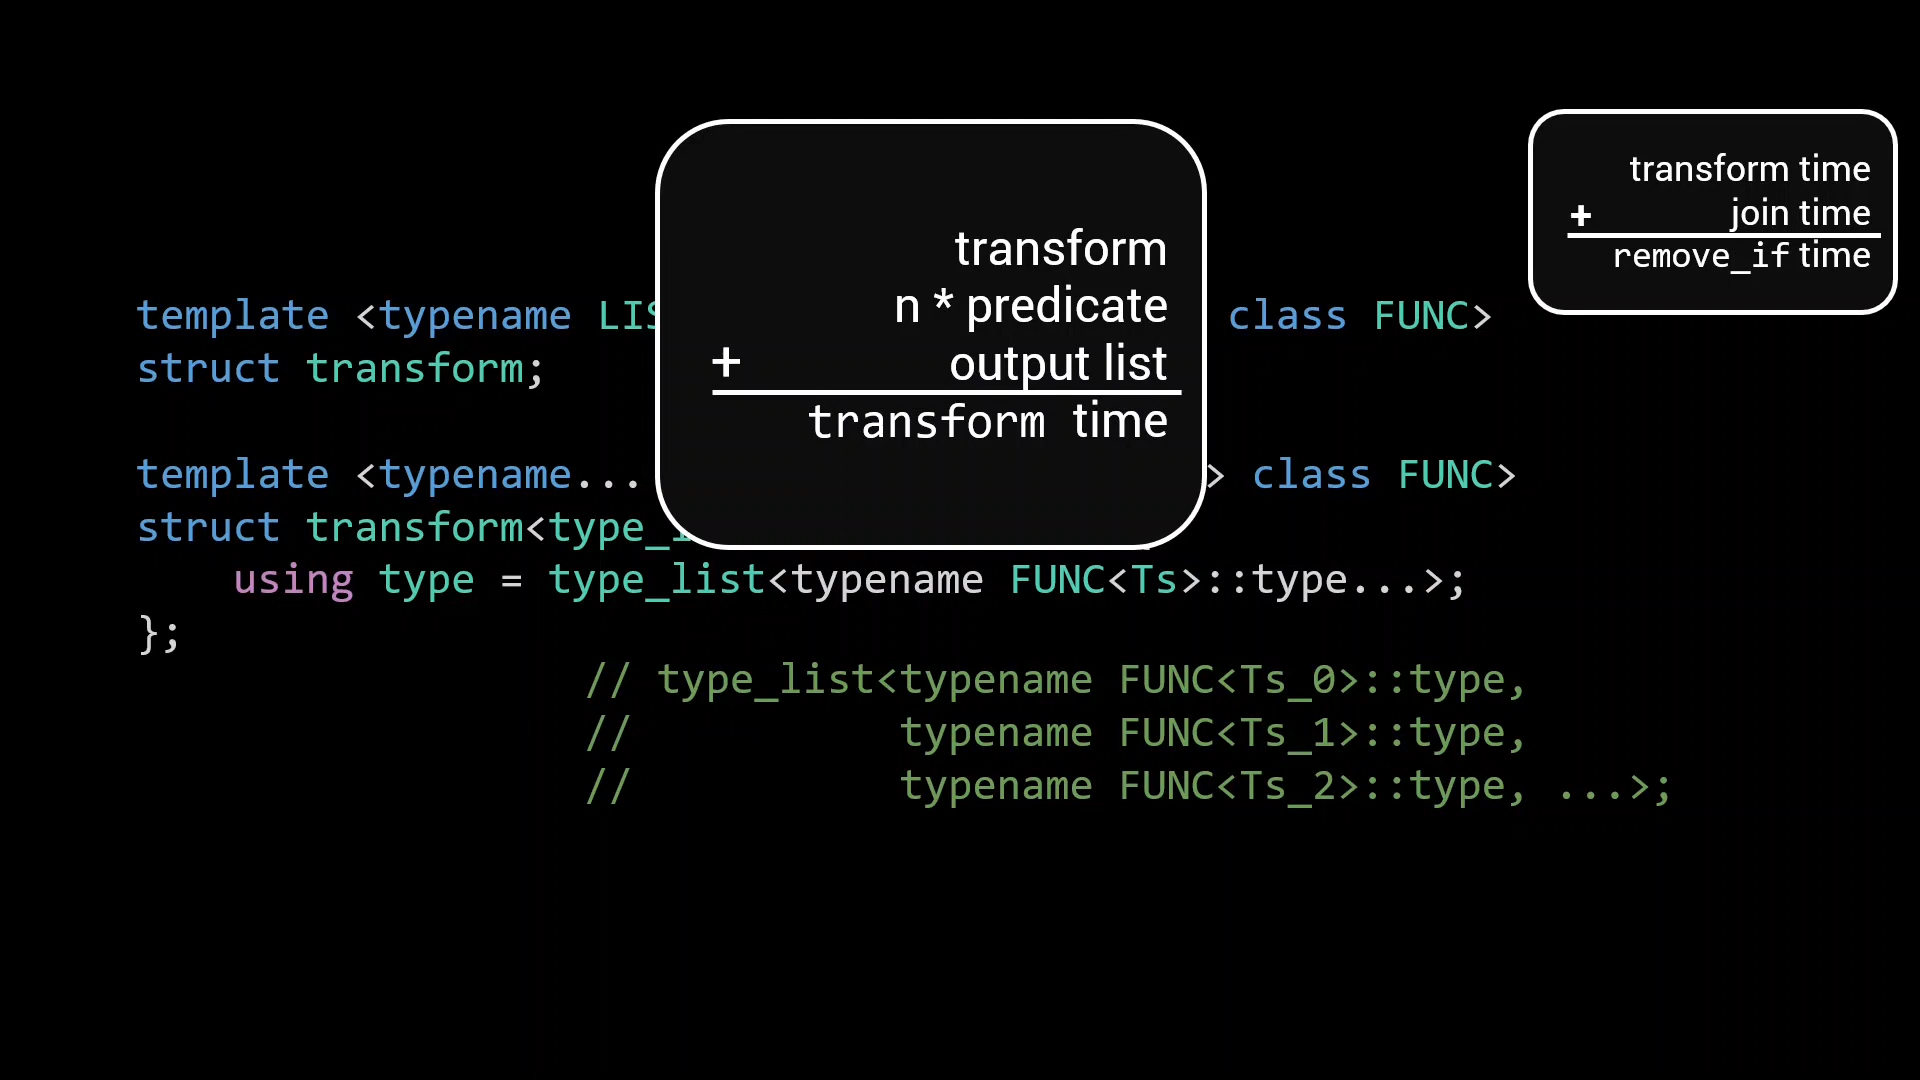 transform time
+ join time
remove_if time
transform
n * predicate
+ output list
transform time
template <typename class FUNC>
struct transform;
template <typename... > class FUNC>
struct transform<
using type = type_list<typename FUNC<Ts>::type...>;
};
// type_list<typename FUNC<Ts_0>::type,
// typename FUNC<Ts_1>::type,
// typename FUNC<Ts_2>::type, ...>;